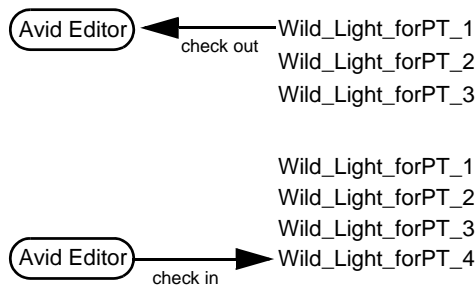 Avid Editor
check out
Wild_Light_forPT_1
Wild_Light_forPT_2
Wild_Light_forPT_3
Wild_Light_forPT_1
Wild_Light_forPT_2
Wild_Light_forPT_3
Avid Editor
check in
Wild_Light_forPT_4